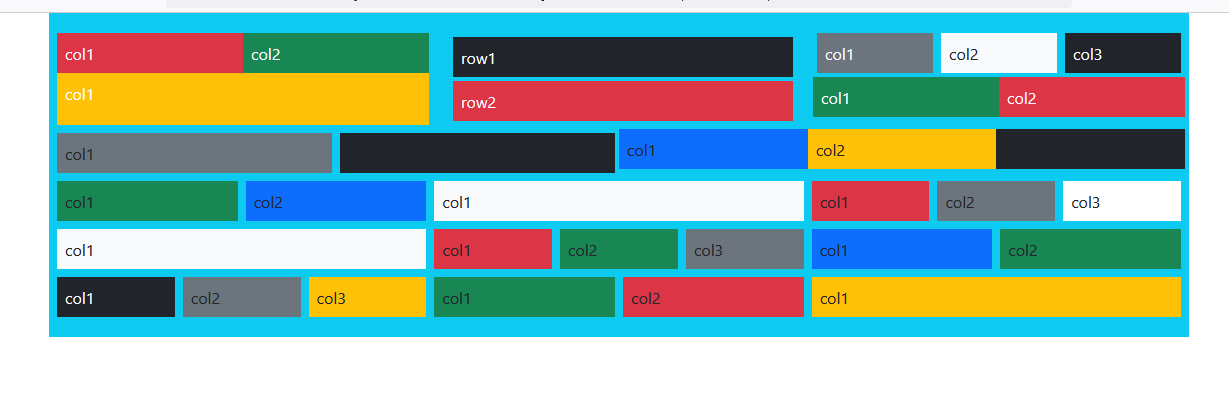 col1 col2 row1 col1 col2 col3
col1 row2 col1 col2
col1 col1 col2
col1 col2 col1 col1 col2 col3
col1 col1 col2 col3 col1 col2
col1 col2 col3 col1 col2 col1